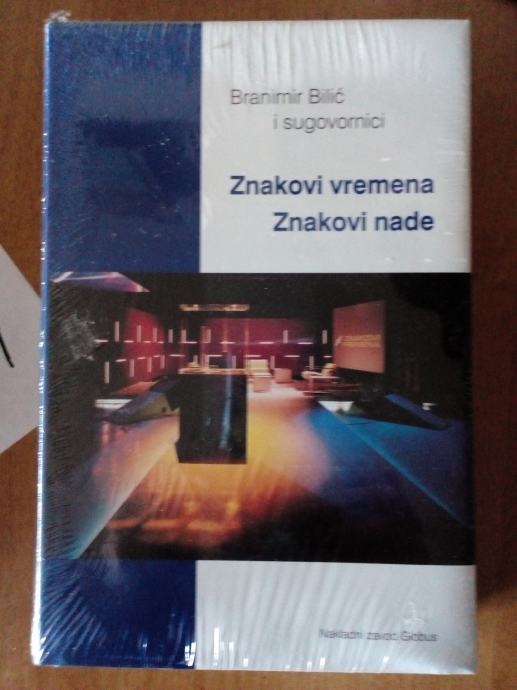 Branimir Bilić
i sugovornici
Znakovi vremena
Znakovi nade
Nakladni zavod Globus